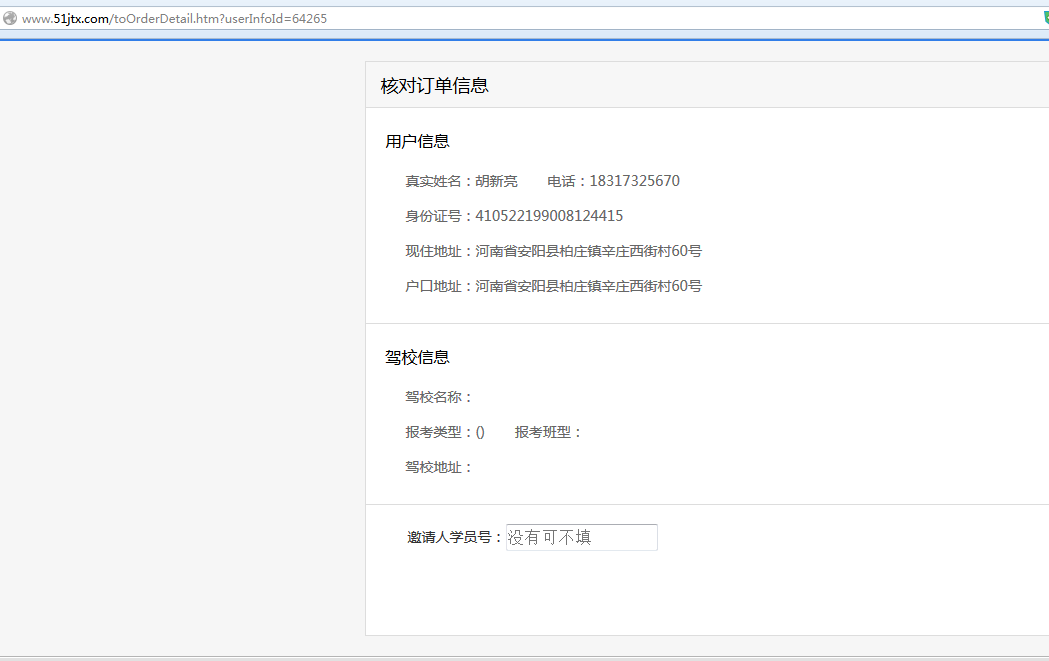 www.51jtx.com/toOrderDetail.htm?userInfoId=64265
核对订单信息
用户信息
真实姓名：胡新亮 电话：18317325670
身份证号：410522199008124415
现住地址：河南省安阳县柏庄镇辛庄西街村60号
户口地址：河南省安阳县柏庄镇辛庄西街村60号
驾校信息
驾校名称：
报考类型：() 报考班型：
驾校地址：
邀请人学员号：没有可不填